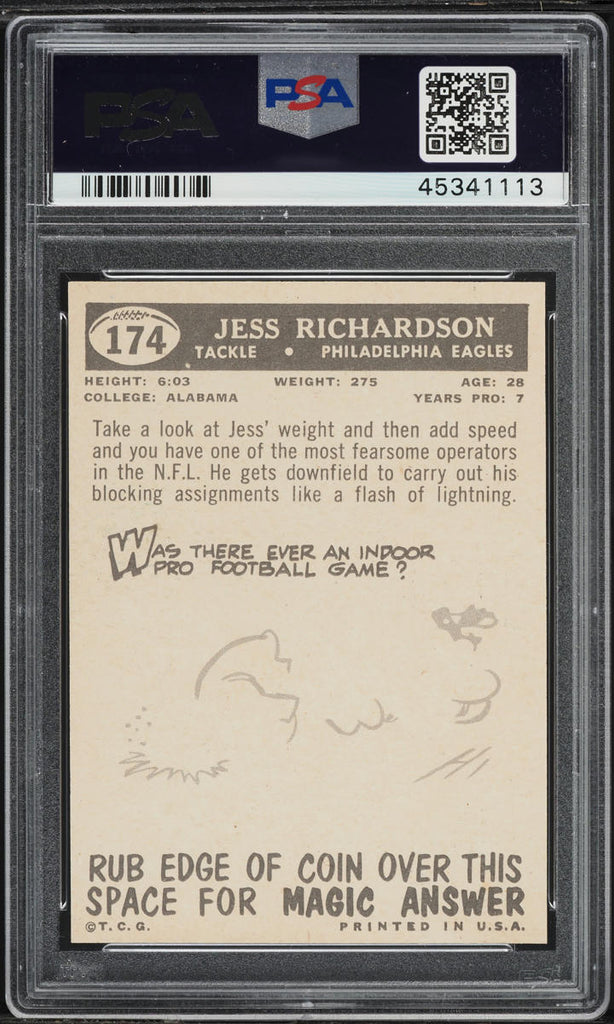 PSA
PSA
45341113
174
JESS RICHARDSON
TACKLE • PHILADELPHIA EAGLES
HEIGHT: 6:03 WEIGHT: 275 AGE: 28
COLLEGE: ALABAMA YEARS PRO: 7
Take a look at Jess' weight and then add speed
and you have one of the most fearsome operators
in the N.F.L. He gets downfield to carry out his
blocking assignments like a flash of lightning.
WAS THERE EVER AN INDOOR
PRO FOOTBALL GAME?
RUB EDGE OF COIN OVER THIS
SPACE FOR MAGIC ANSWER
©T.C.G. PRINTED IN U.S.A.
PSA